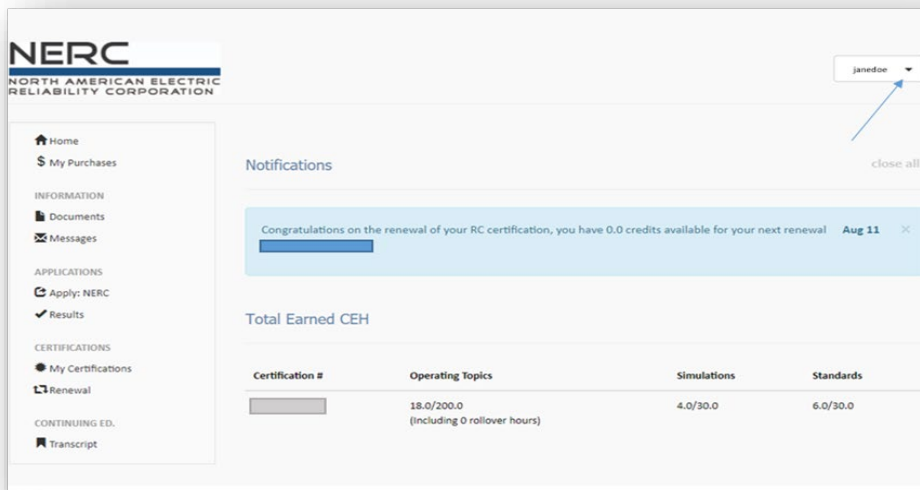 NERC
NORTH AMERICAN ELECTRIC
RELIABILITY CORPORATION
janedoe
Home
$ My Purchases
INFORMATION
Documents
Messages
APPLICATIONS
Apply: NERC
Results
CERTIFICATIONS
My Certifications
Renewal
CONTINUING ED.
Transcript
Notifications
close all
Congratulations on the renewal of your RC certification, you have 0.0 credits available for your next renewal Aug 11 ×
Total Earned CEH
Certification # Operating Topics Simulations Standards
18.0/200.0 4.0/30.0 6.0/30.0
(Including 0 rollover hours)